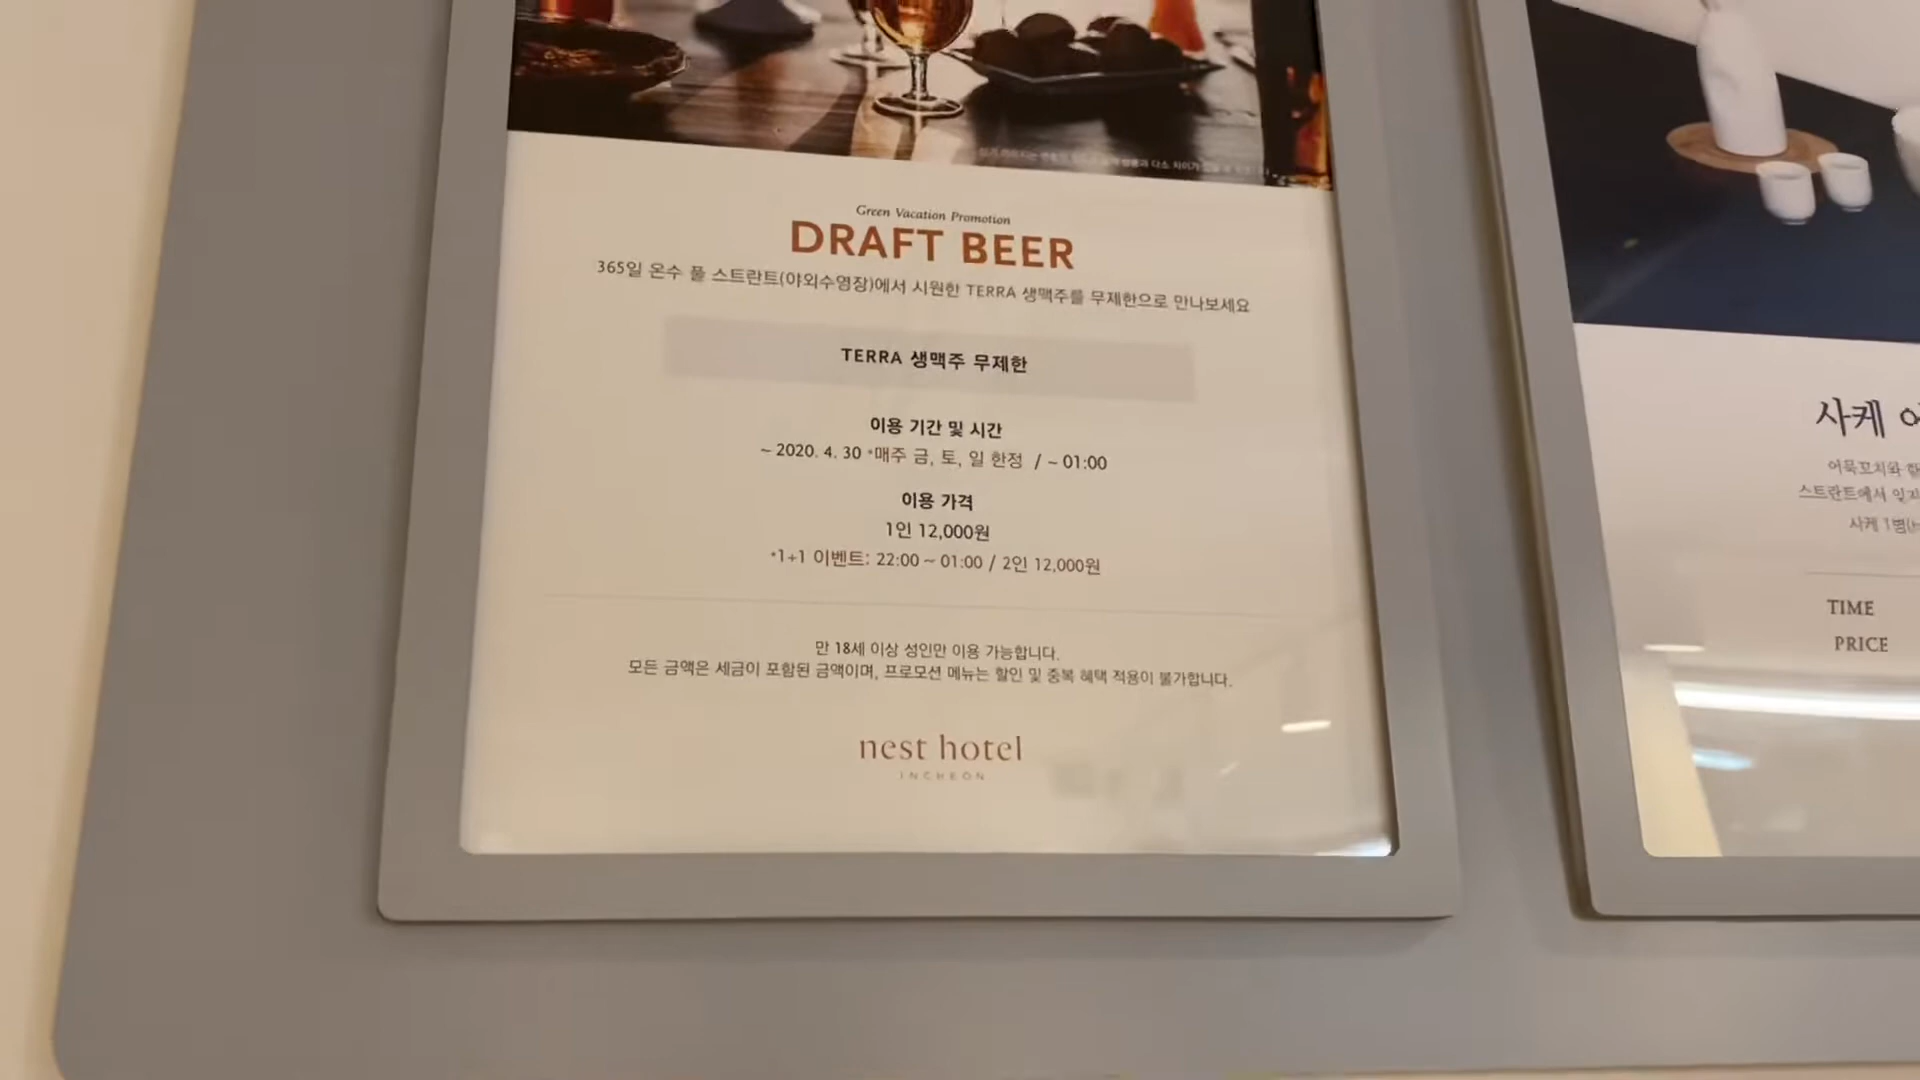 Green Vacation Promotion
DRAFT BEER
365일 온수 풀 스트란트(야외수영장)에서 시원한 TERRA 생맥주를 무제한으로 만나보세요
TERRA 생맥주 무제한
이용 기간 및 시간
~ 2020. 4. 30 *매주 금, 토, 일 한정 / ~ 01:00
이용 가격
1인 12,000원
*1+1 이벤트: 22:00 ~ 01:00 / 2인 12,000원
만 18세 이상 성인만 이용 가능합니다.
모든 금액은 세금이 포함된 금액이며, 프로모션 메뉴는 할인 및 중복 혜택 적용이 불가합니다.
nest hotel
INCHEON
사케
어묵꼬치와
스트란트에서
사케 1병
TIME
PRICE